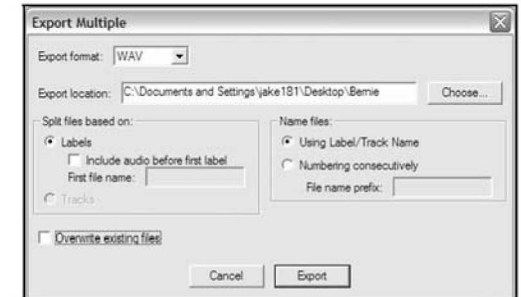 Export Multiple
Export format: WAV
Export location: C:\Documents and Settings\jake181\Desktop\Bernie Choose...
Split files based on:
Labels
Include audio before first label
First file name:
Tracks
Name files:
Using Label/Track Name
Numbering consecutively
File name prefix:
Overwrite existing files
Cancel Export